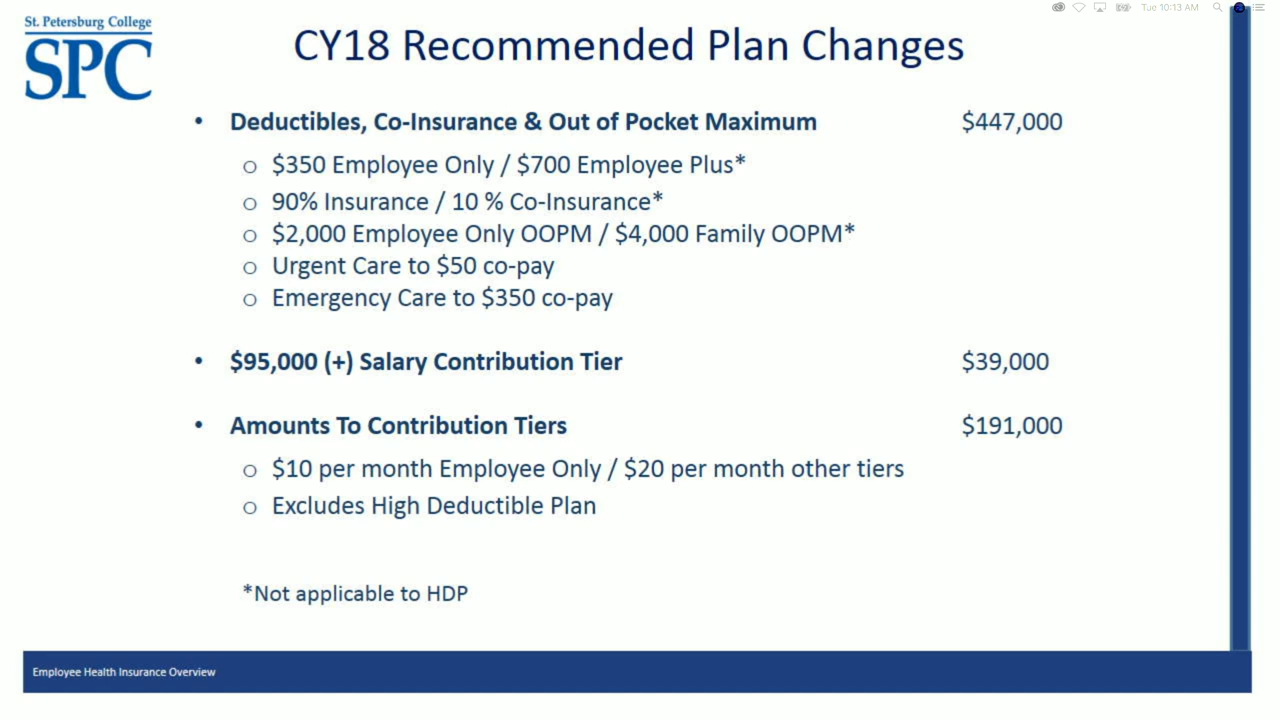 Tue 10:13 AM
St. Petersburg College
SPC
CY18 Recommended Plan Changes
• Deductibles, Co-Insurance & Out of Pocket Maximum $447,000
o $350 Employee Only / $700 Employee Plus*
o 90% Insurance / 10 % Co-Insurance*
o $2,000 Employee Only OOPM / $4,000 Family OOPM*
o Urgent Care to $50 co-pay
o Emergency Care to $350 co-pay
• $95,000 (+) Salary Contribution Tier $39,000
• Amounts To Contribution Tiers $191,000
o $10 per month Employee Only / $20 per month other tiers
o Excludes High Deductible Plan
*Not applicable to HDP
Employee Health Insurance Overview